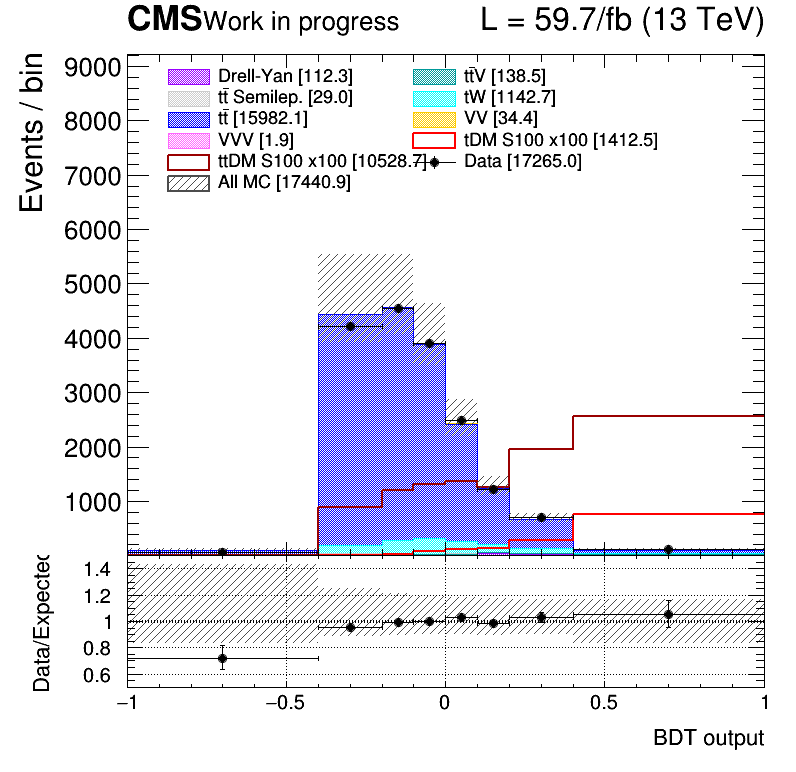 CMS Work in progress L = 59.7/fb (13 TeV)
Events / bin
9000
8000
7000
6000
5000
4000
3000
2000
1000
Drell-Yan [112.3]
tt̄ Semilep. [29.0]
tt̄ [15982.1]
VVV [1.9]
ttDM S100 x100 [10528.7]
All MC [17440.9]
tt̄V [138.5]
tW [1142.7]
VV [34.4]
tDM S100 x100 [1412.5]
Data [17265.0]
Data/Expected
1.4
1.2
1
0.8
0.6
−1 −0.5 0 0.5 1
BDT output